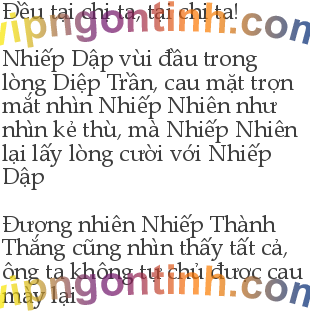 Đều tại chị ta, tại chị ta!
vipngontinh.com
Nhiếp Dập vùi đầu trong
lòng Diệp Trần, cau mặt trợn
mắt nhìn Nhiếp Nhiên như
nhìn kẻ thù, mà Nhiếp Nhiên
lại lấy lòng cười với Nhiếp
Dập
Đương nhiên Nhiếp Thành
Thắng cũng nhìn thấy tất cả,
ông ta không tự chủ được cau
mày lại
vipngontinh.com